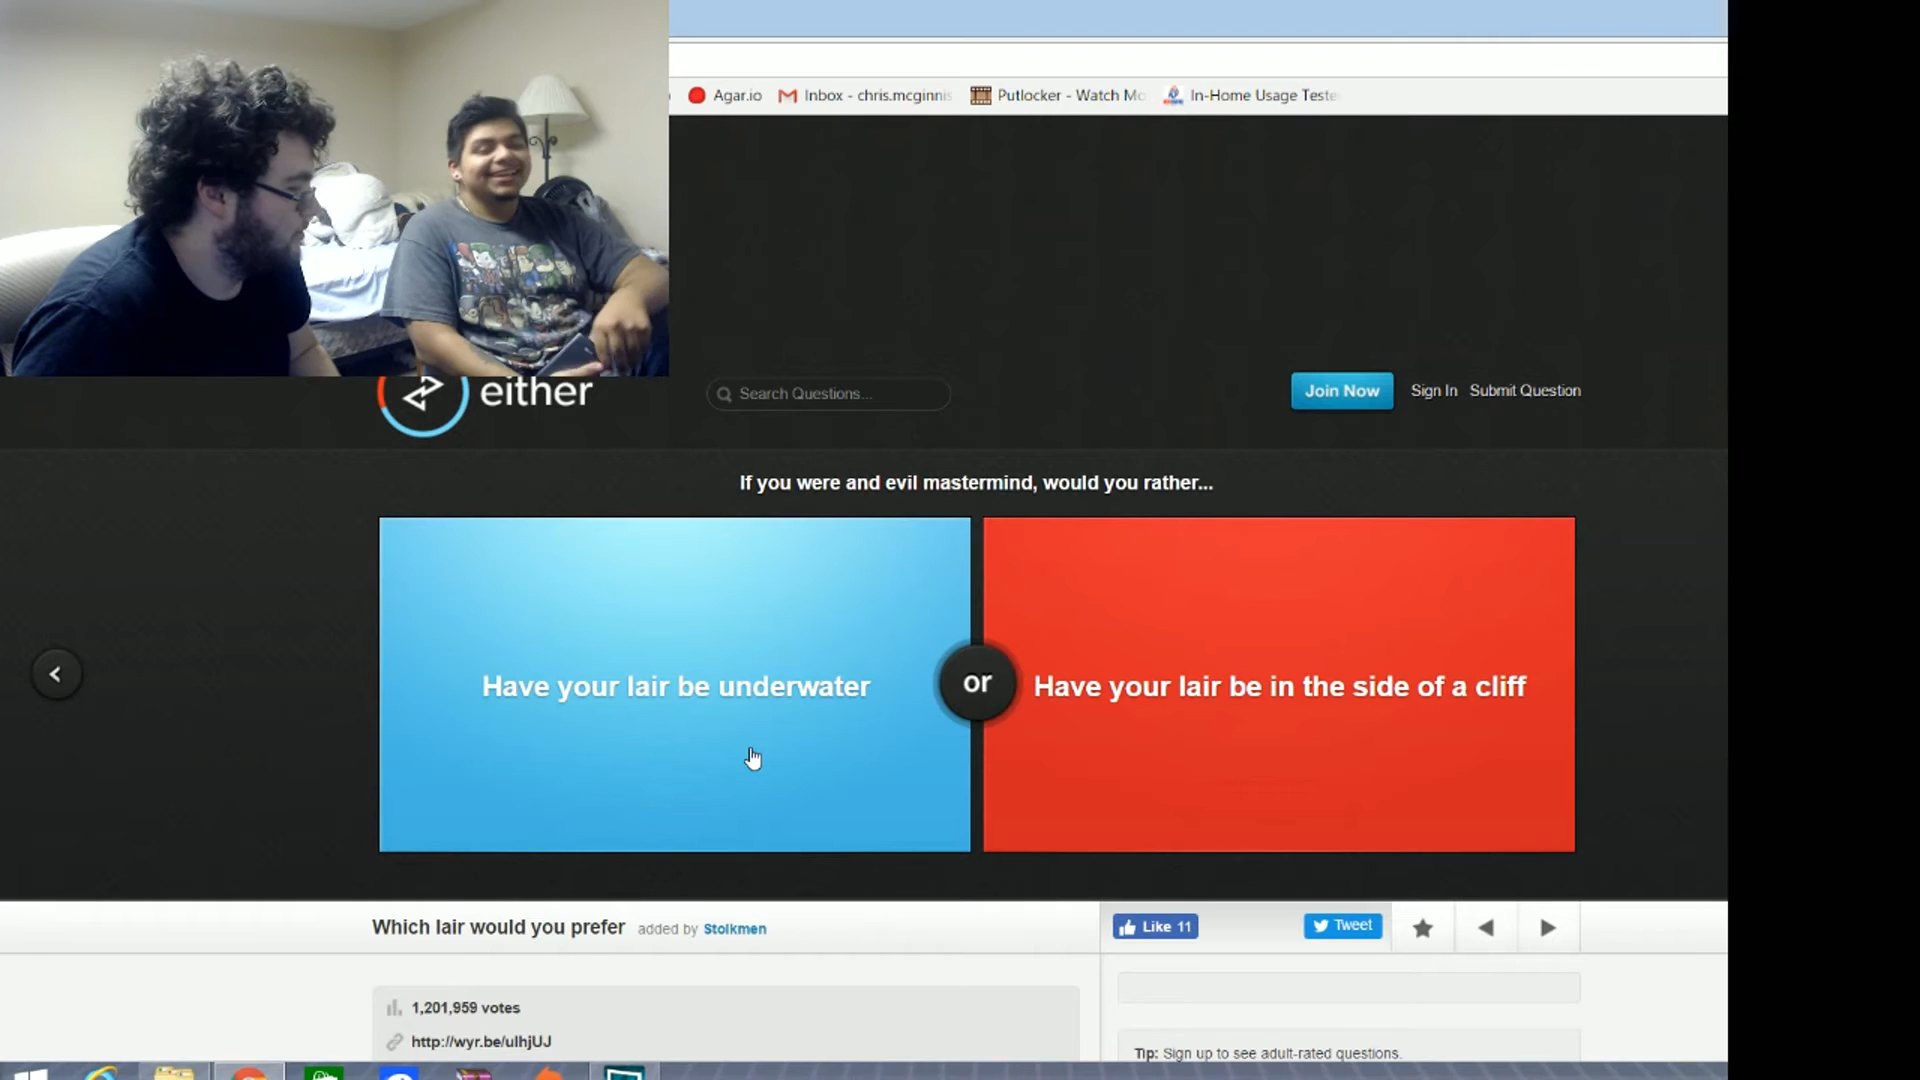 Agar.io
Inbox - chris.mcginnis
Putlocker - Watch Mo
In-Home Usage Teste
either
Search Questions...
Join Now
Sign In
Submit Question
If you were and evil mastermind, would you rather...
Have your lair be underwater
or
Have your lair be in the side of a cliff
Which lair would you prefer added by Stolkmen
Like 11
Tweet
1,201,959 votes
http://wyr.be/ulhjUJ
Tip: Sign up to see adult-rated questions.